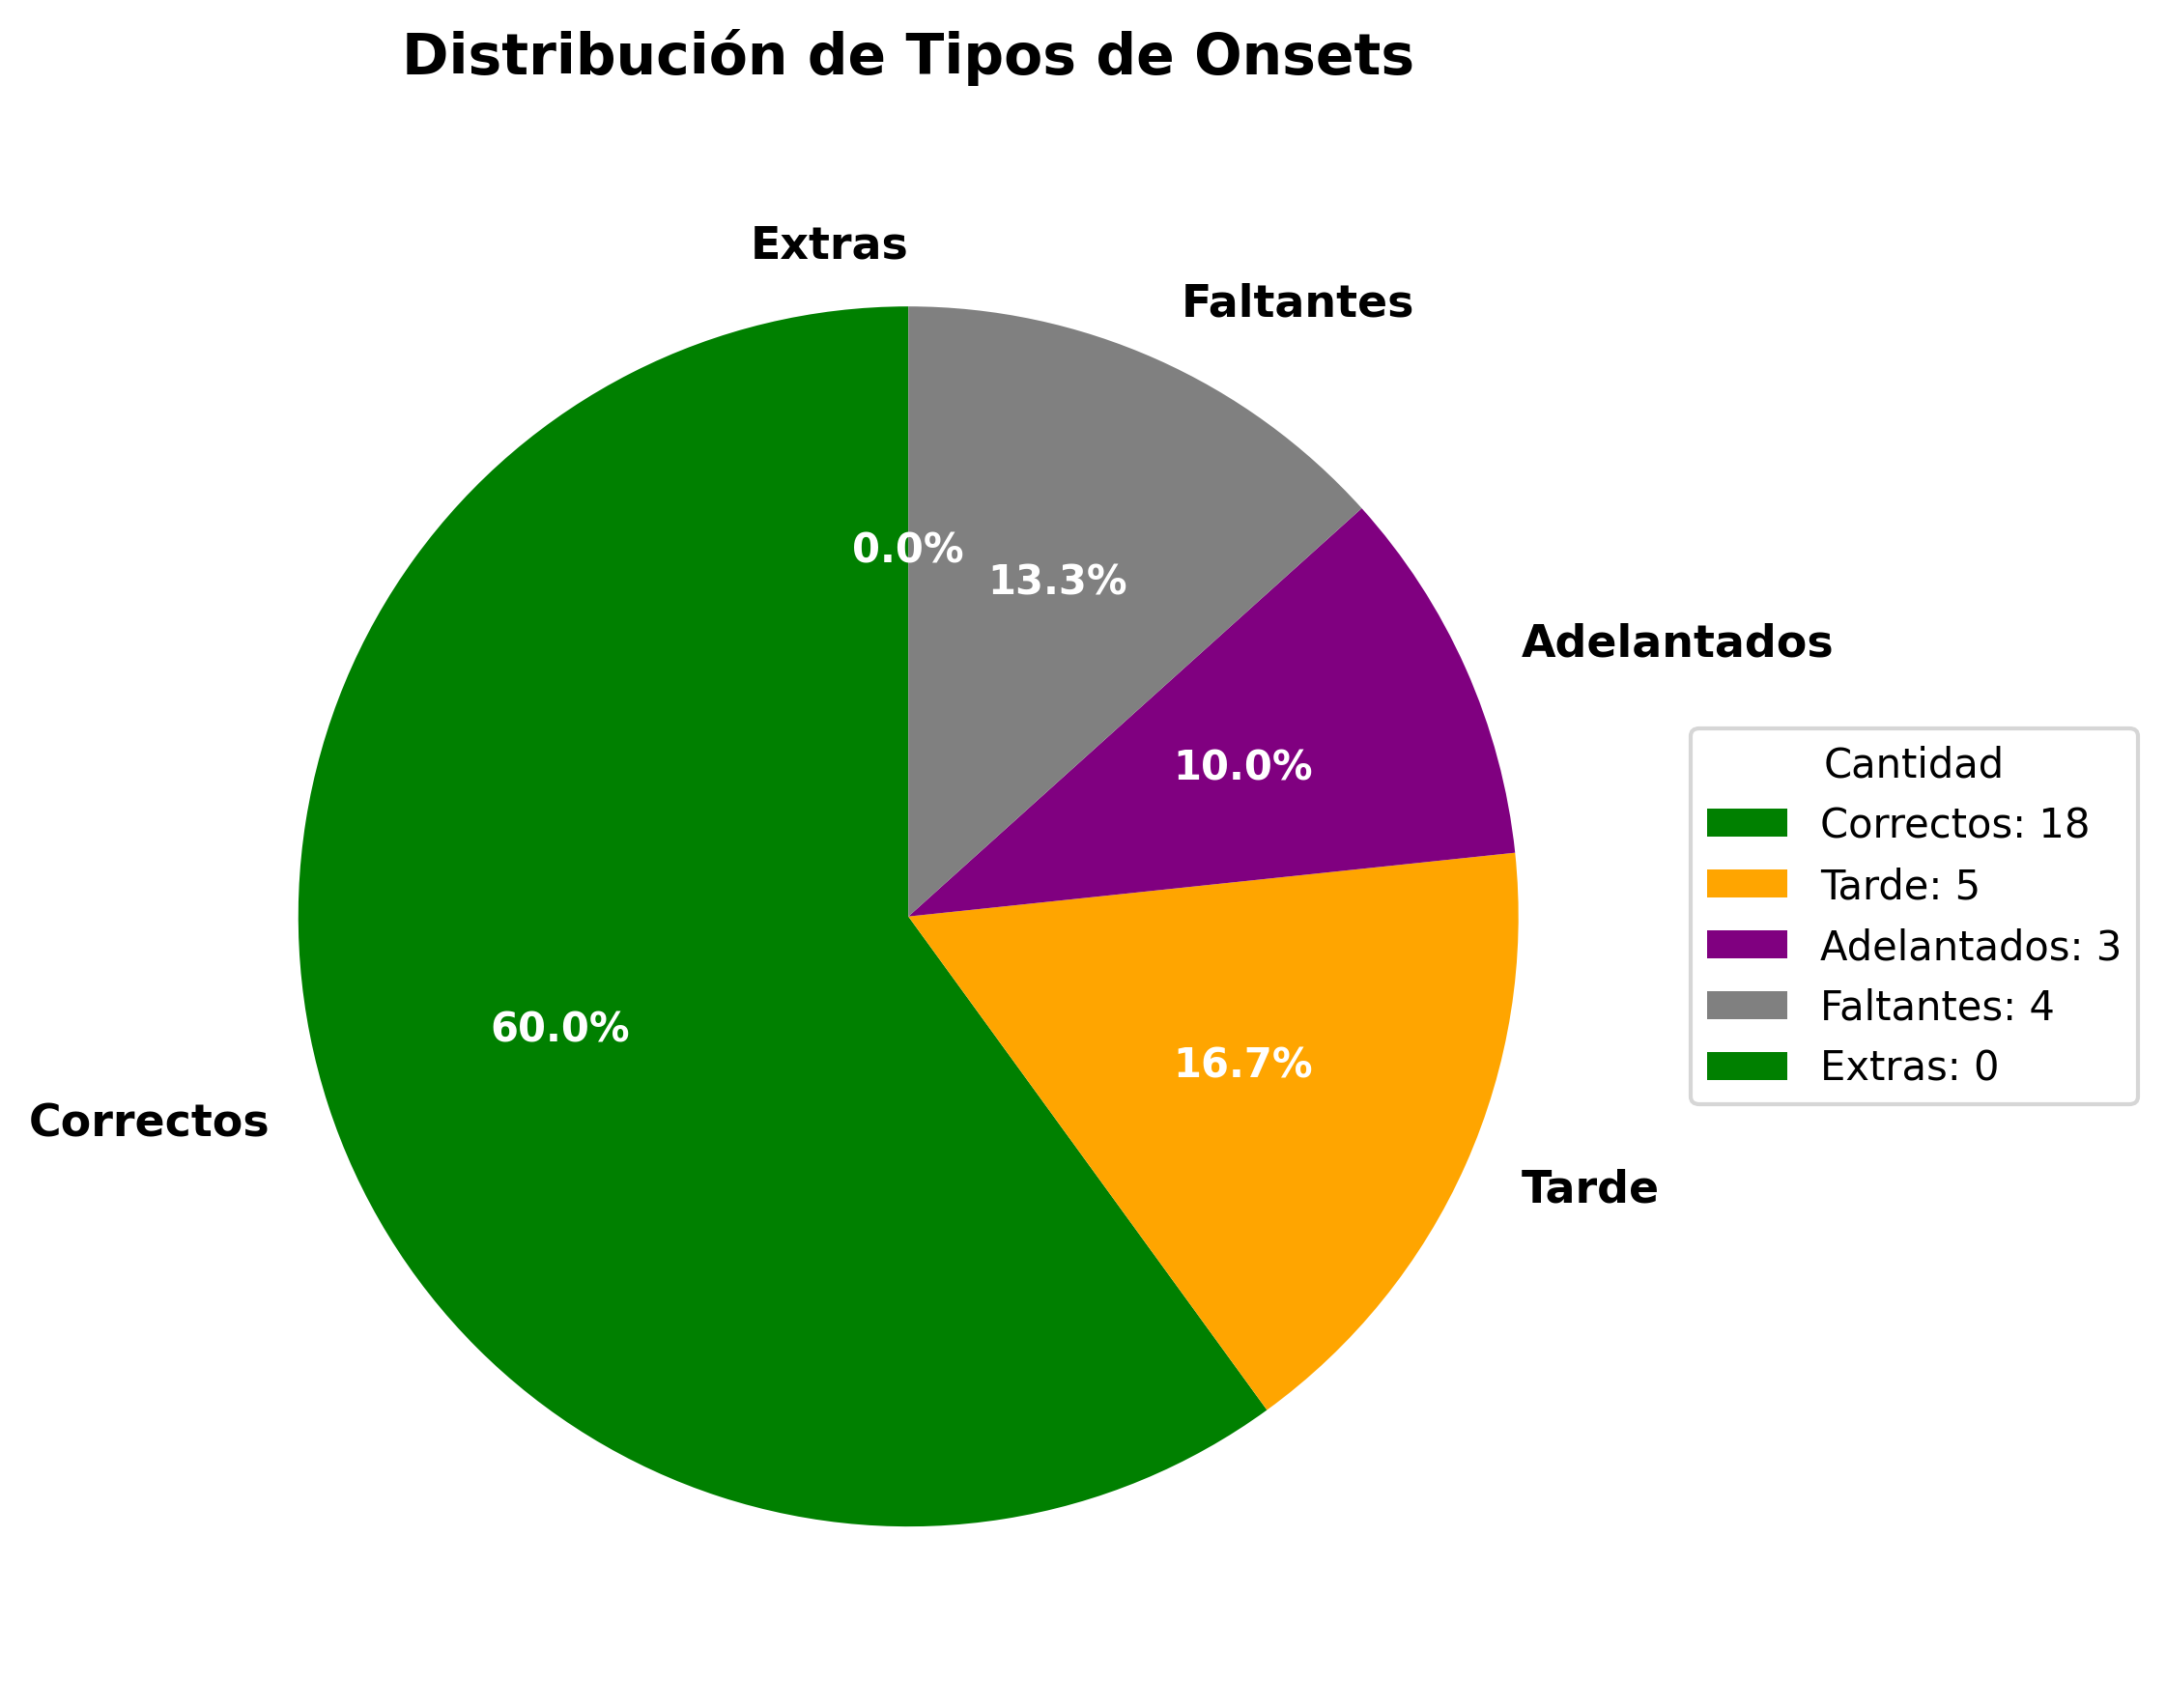 Distribución de Tipos de Onsets
Extras
Faltantes
0.0%
13.3%
Adelantados
10.0%
Cantidad
Correctos: 18
Tarde: 5
Adelantados: 3
Faltantes: 4
Extras: 0
60.0%
16.7%
Correctos
Tarde